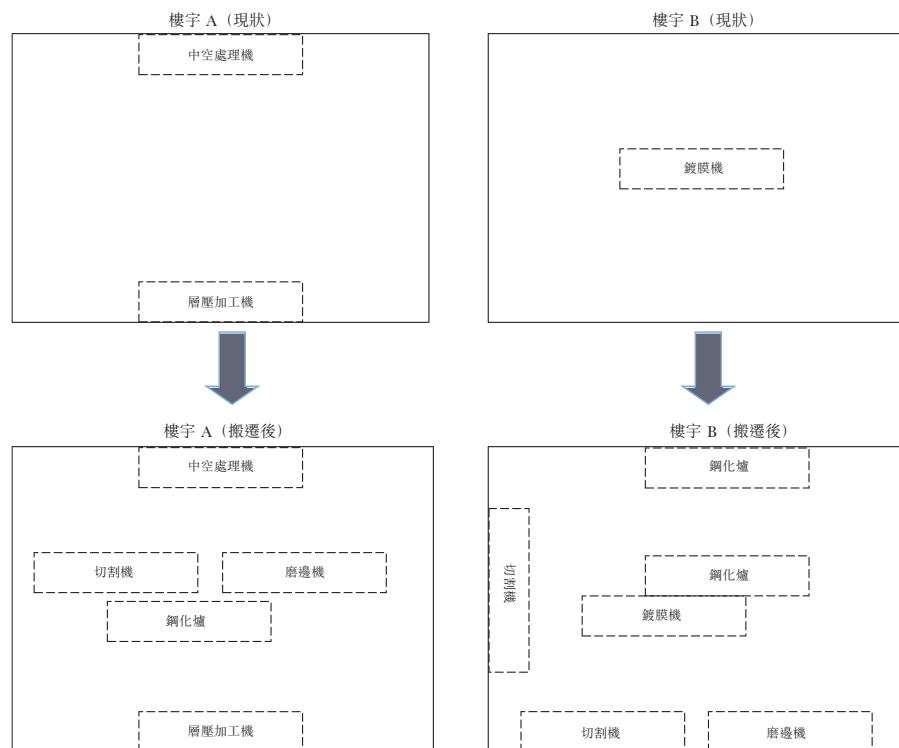 樓宇 A（現狀）
中空處理機
層壓加工機
樓宇 B（現狀）
鍍膜機
樓宇 A（搬遷後）
中空處理機
切割機
磨邊機
鋼化爐
層壓加工機
樓宇 B（搬遷後）
鋼化爐
切割機
鋼化爐
鍍膜機
切割機
磨邊機